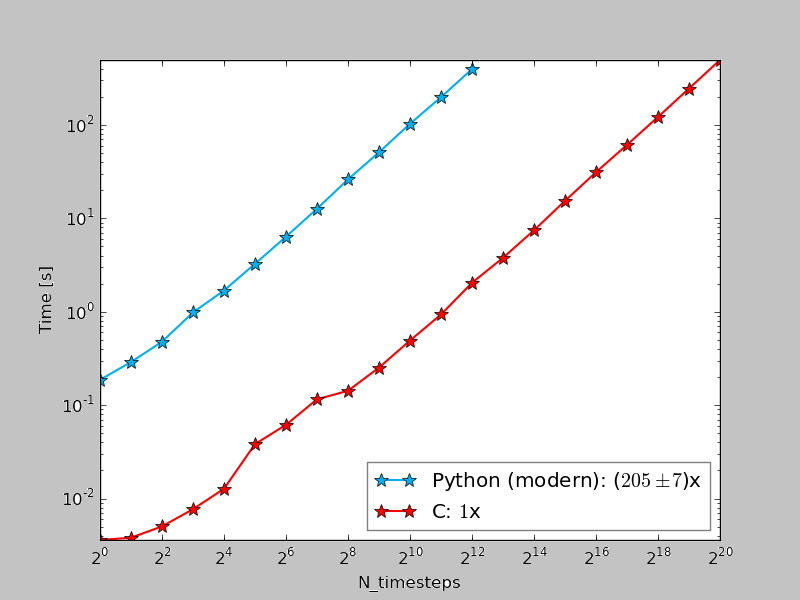 10^2
10^1
10^0
10^-1
10^-2
Time [s]
Python (modern): (205 ± 7)x
C: 1x
2^0 2^2 2^4 2^6 2^8 2^10 2^12 2^14 2^16 2^18 2^20
N_timesteps